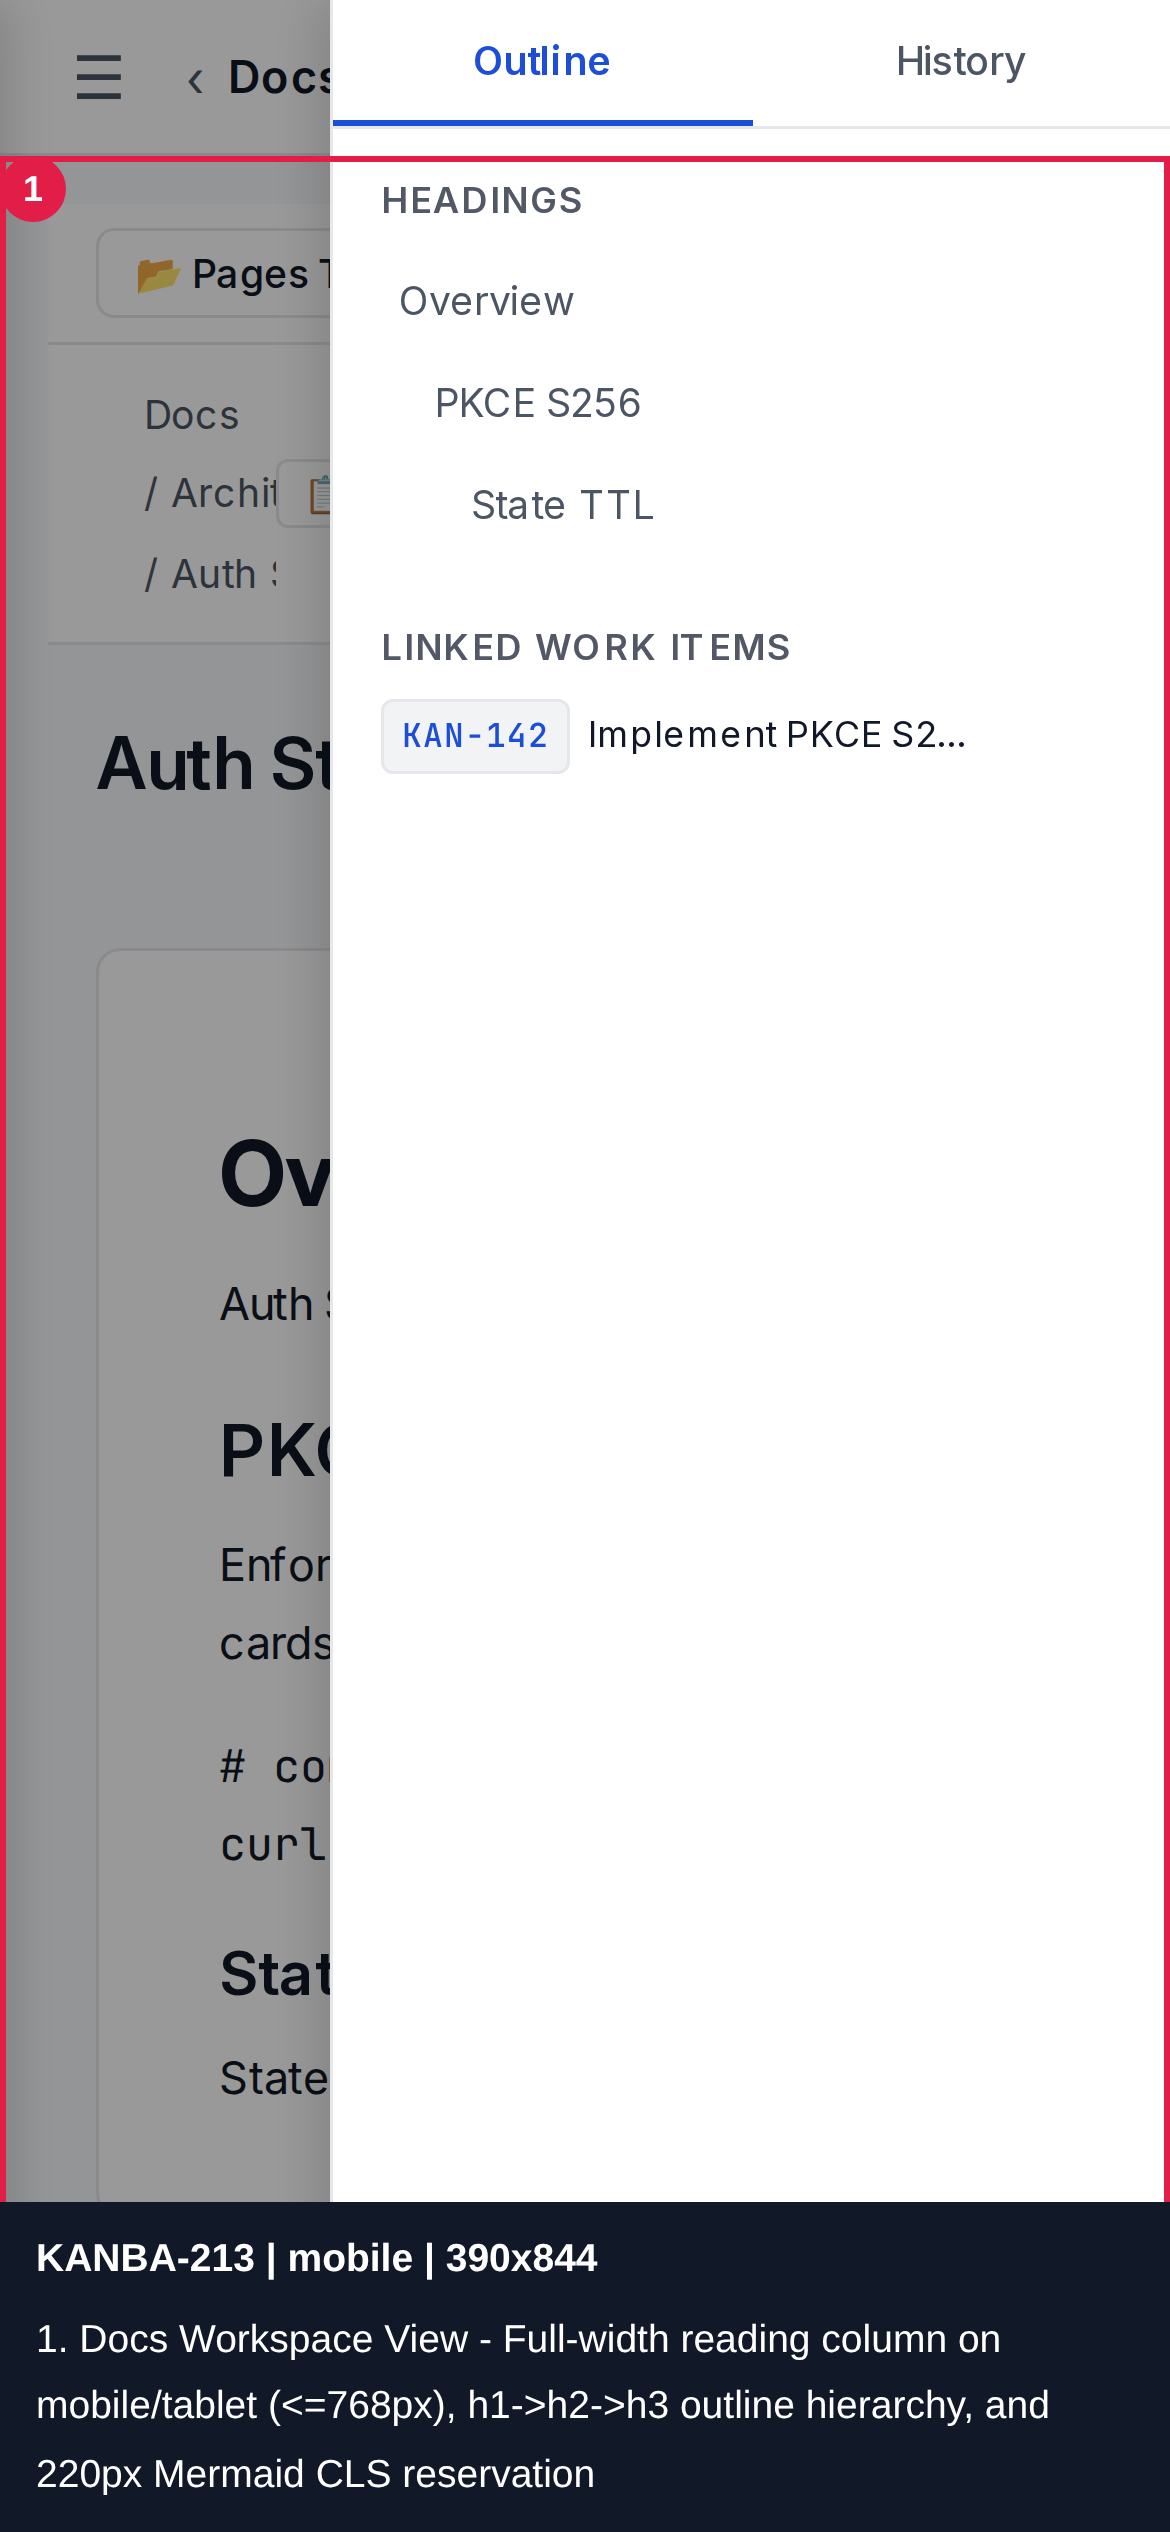 ☰ ‹ Docs
Outline
History
1
HEADINGS
Overview
PKCE S256
State TTL
LINKED WORK ITEMS
KAN-142 Implement PKCE S2...
Pages
Docs
/ Archit
/ Auth
Auth St
Ov
Auth
PKC
Enfor
cards
# co
curl
Stat
State
KANBA-213 | mobile | 390x844
1. Docs Workspace View - Full-width reading column on
mobile/tablet (<=768px), h1->h2->h3 outline hierarchy, and
220px Mermaid CLS reservation